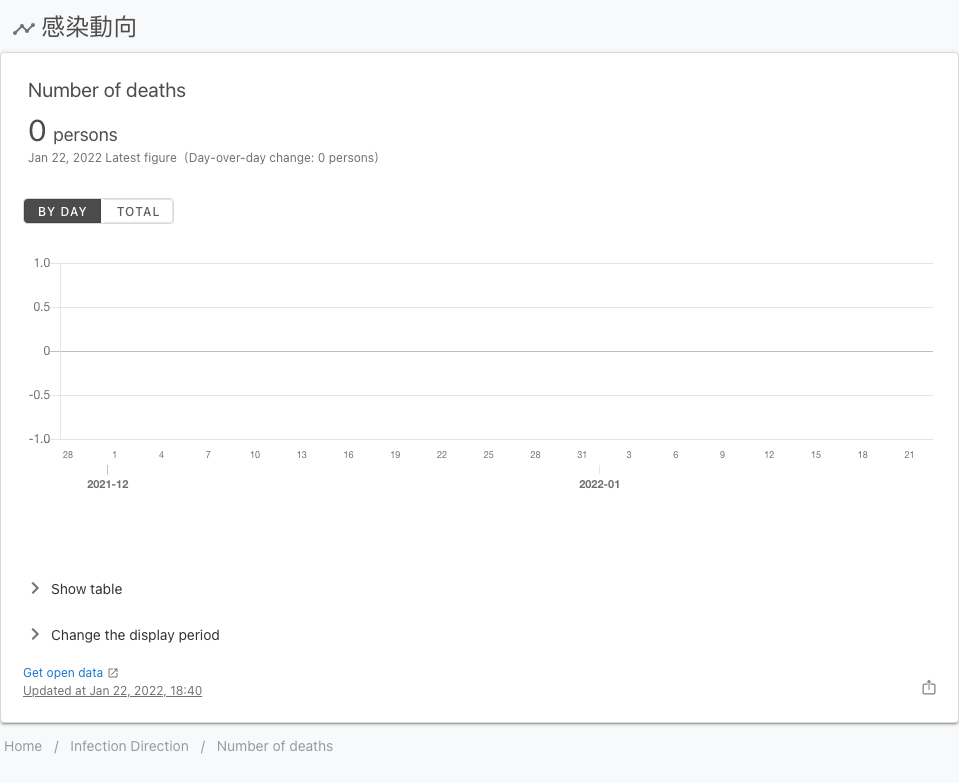 感染動向
Number of deaths
0 persons
Jan 22, 2022 Latest figure (Day-over-day change: 0 persons)
BY DAY TOTAL
1.0
0.5
0
-0.5
-1.0
28 1 4 7 10 13 16 19 22 25 28 31 3 6 9 12 15 18 21
2021-12 2022-01
Show table
Change the display period
Get open data
Updated at Jan 22, 2022, 18:40
Home / Infection Direction / Number of deaths